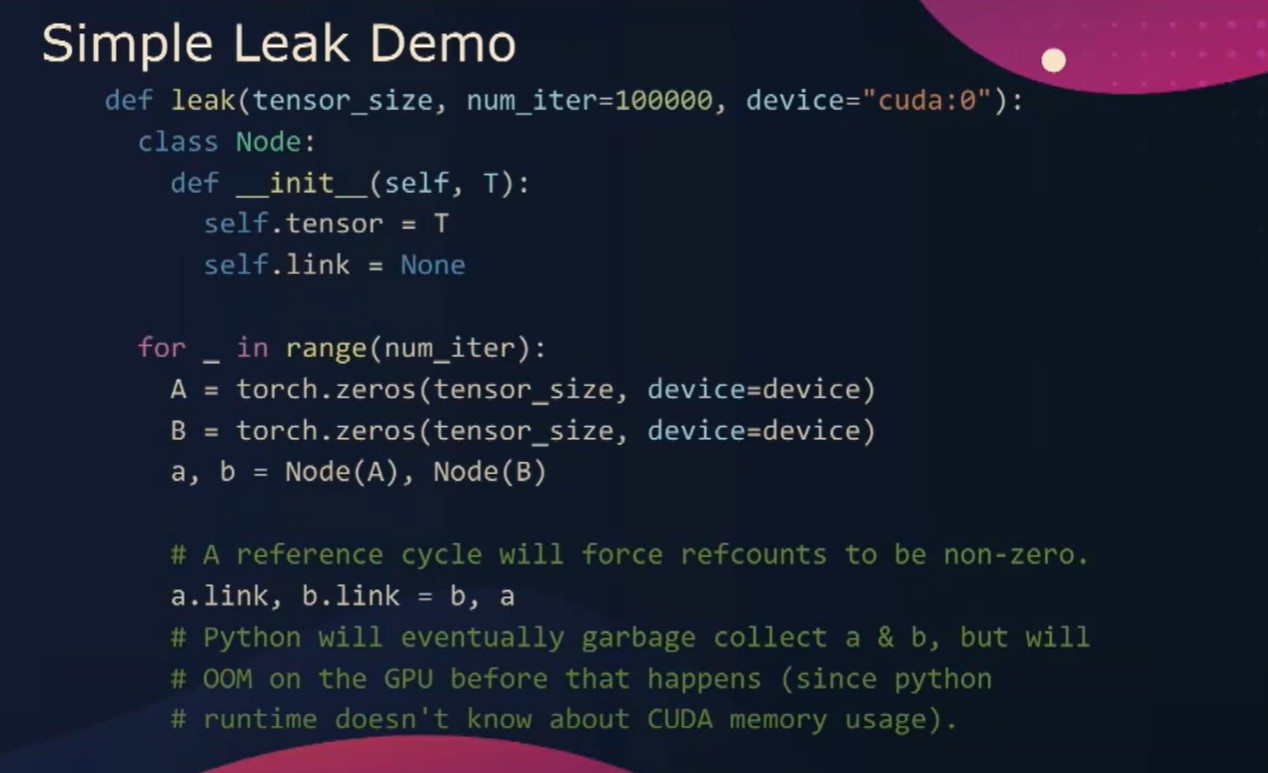 Simple Leak Demo
def leak(tensor_size, num_iter=100000, device="cuda:0"):
  class Node:
    def __init__(self, T):
      self.tensor = T
      self.link = None

  for _ in range(num_iter):
    A = torch.zeros(tensor_size, device=device)
    B = torch.zeros(tensor_size, device=device)
    a, b = Node(A), Node(B)

    # A reference cycle will force refcounts to be non-zero.
    a.link, b.link = b, a
    # Python will eventually garbage collect a & b, but will
    # OOM on the GPU before that happens (since python
    # runtime doesn't know about CUDA memory usage).